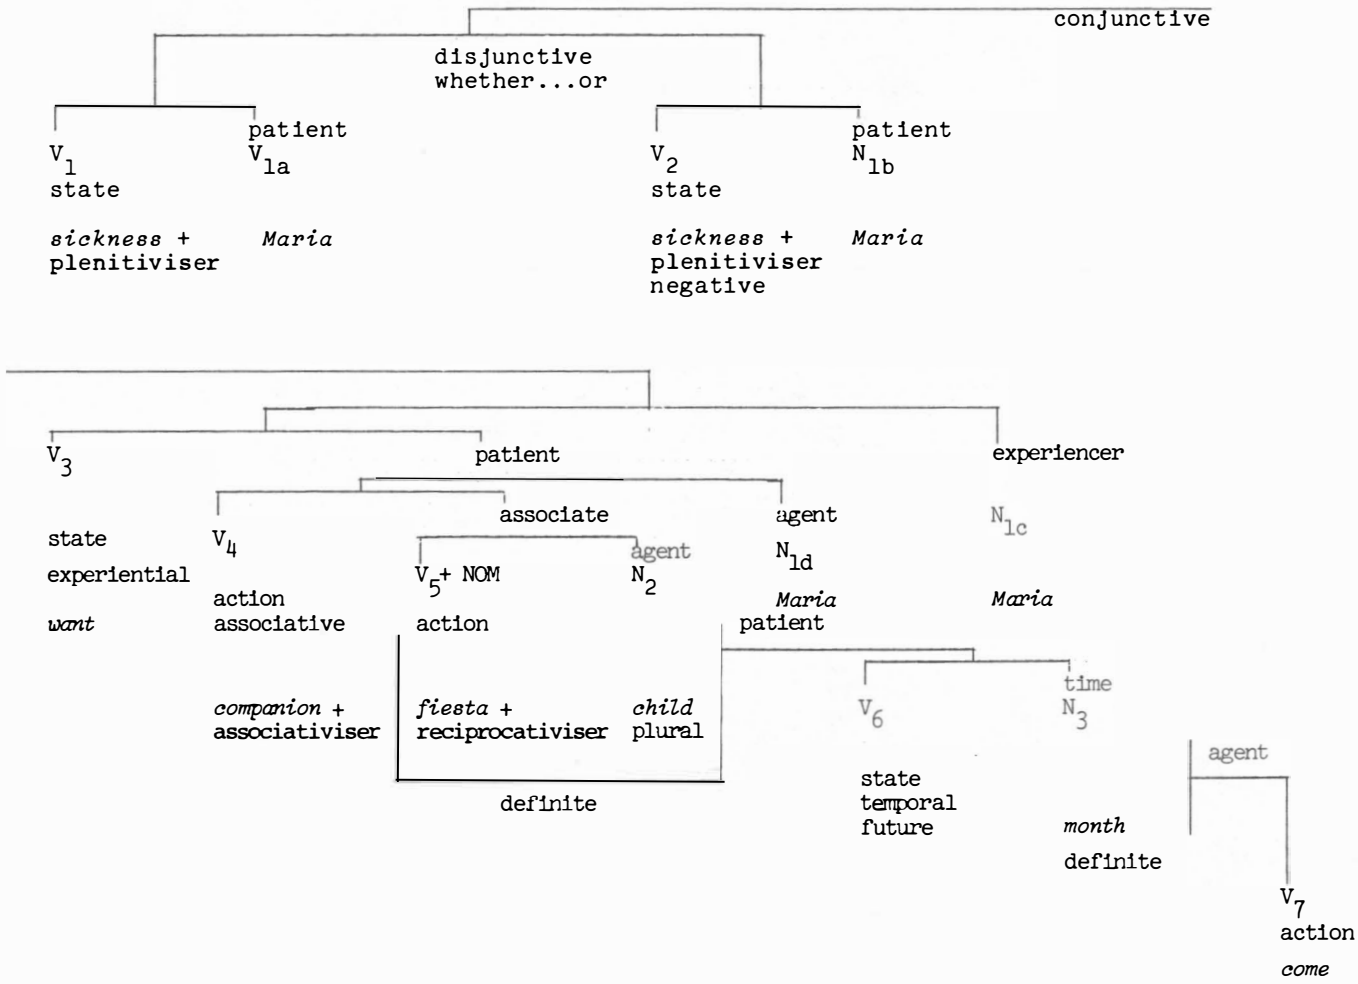 conjunctive
disjunctive
whether...or
patient patient
V1 V1a V2 N1b
state state
sickness + Maria sickness + Maria
plenitiviser plenitiviser
negative
V3 patient experiencer
associate agent N1c
state V4 agent N1d
experiential V5+ NOM N2
action Maria Maria
want associative action patient
time
V6 N3
companion + fiesta + child
associativiser reciprocativiser plural
agent
state
definite temporal
future month
definite
V7
action
come